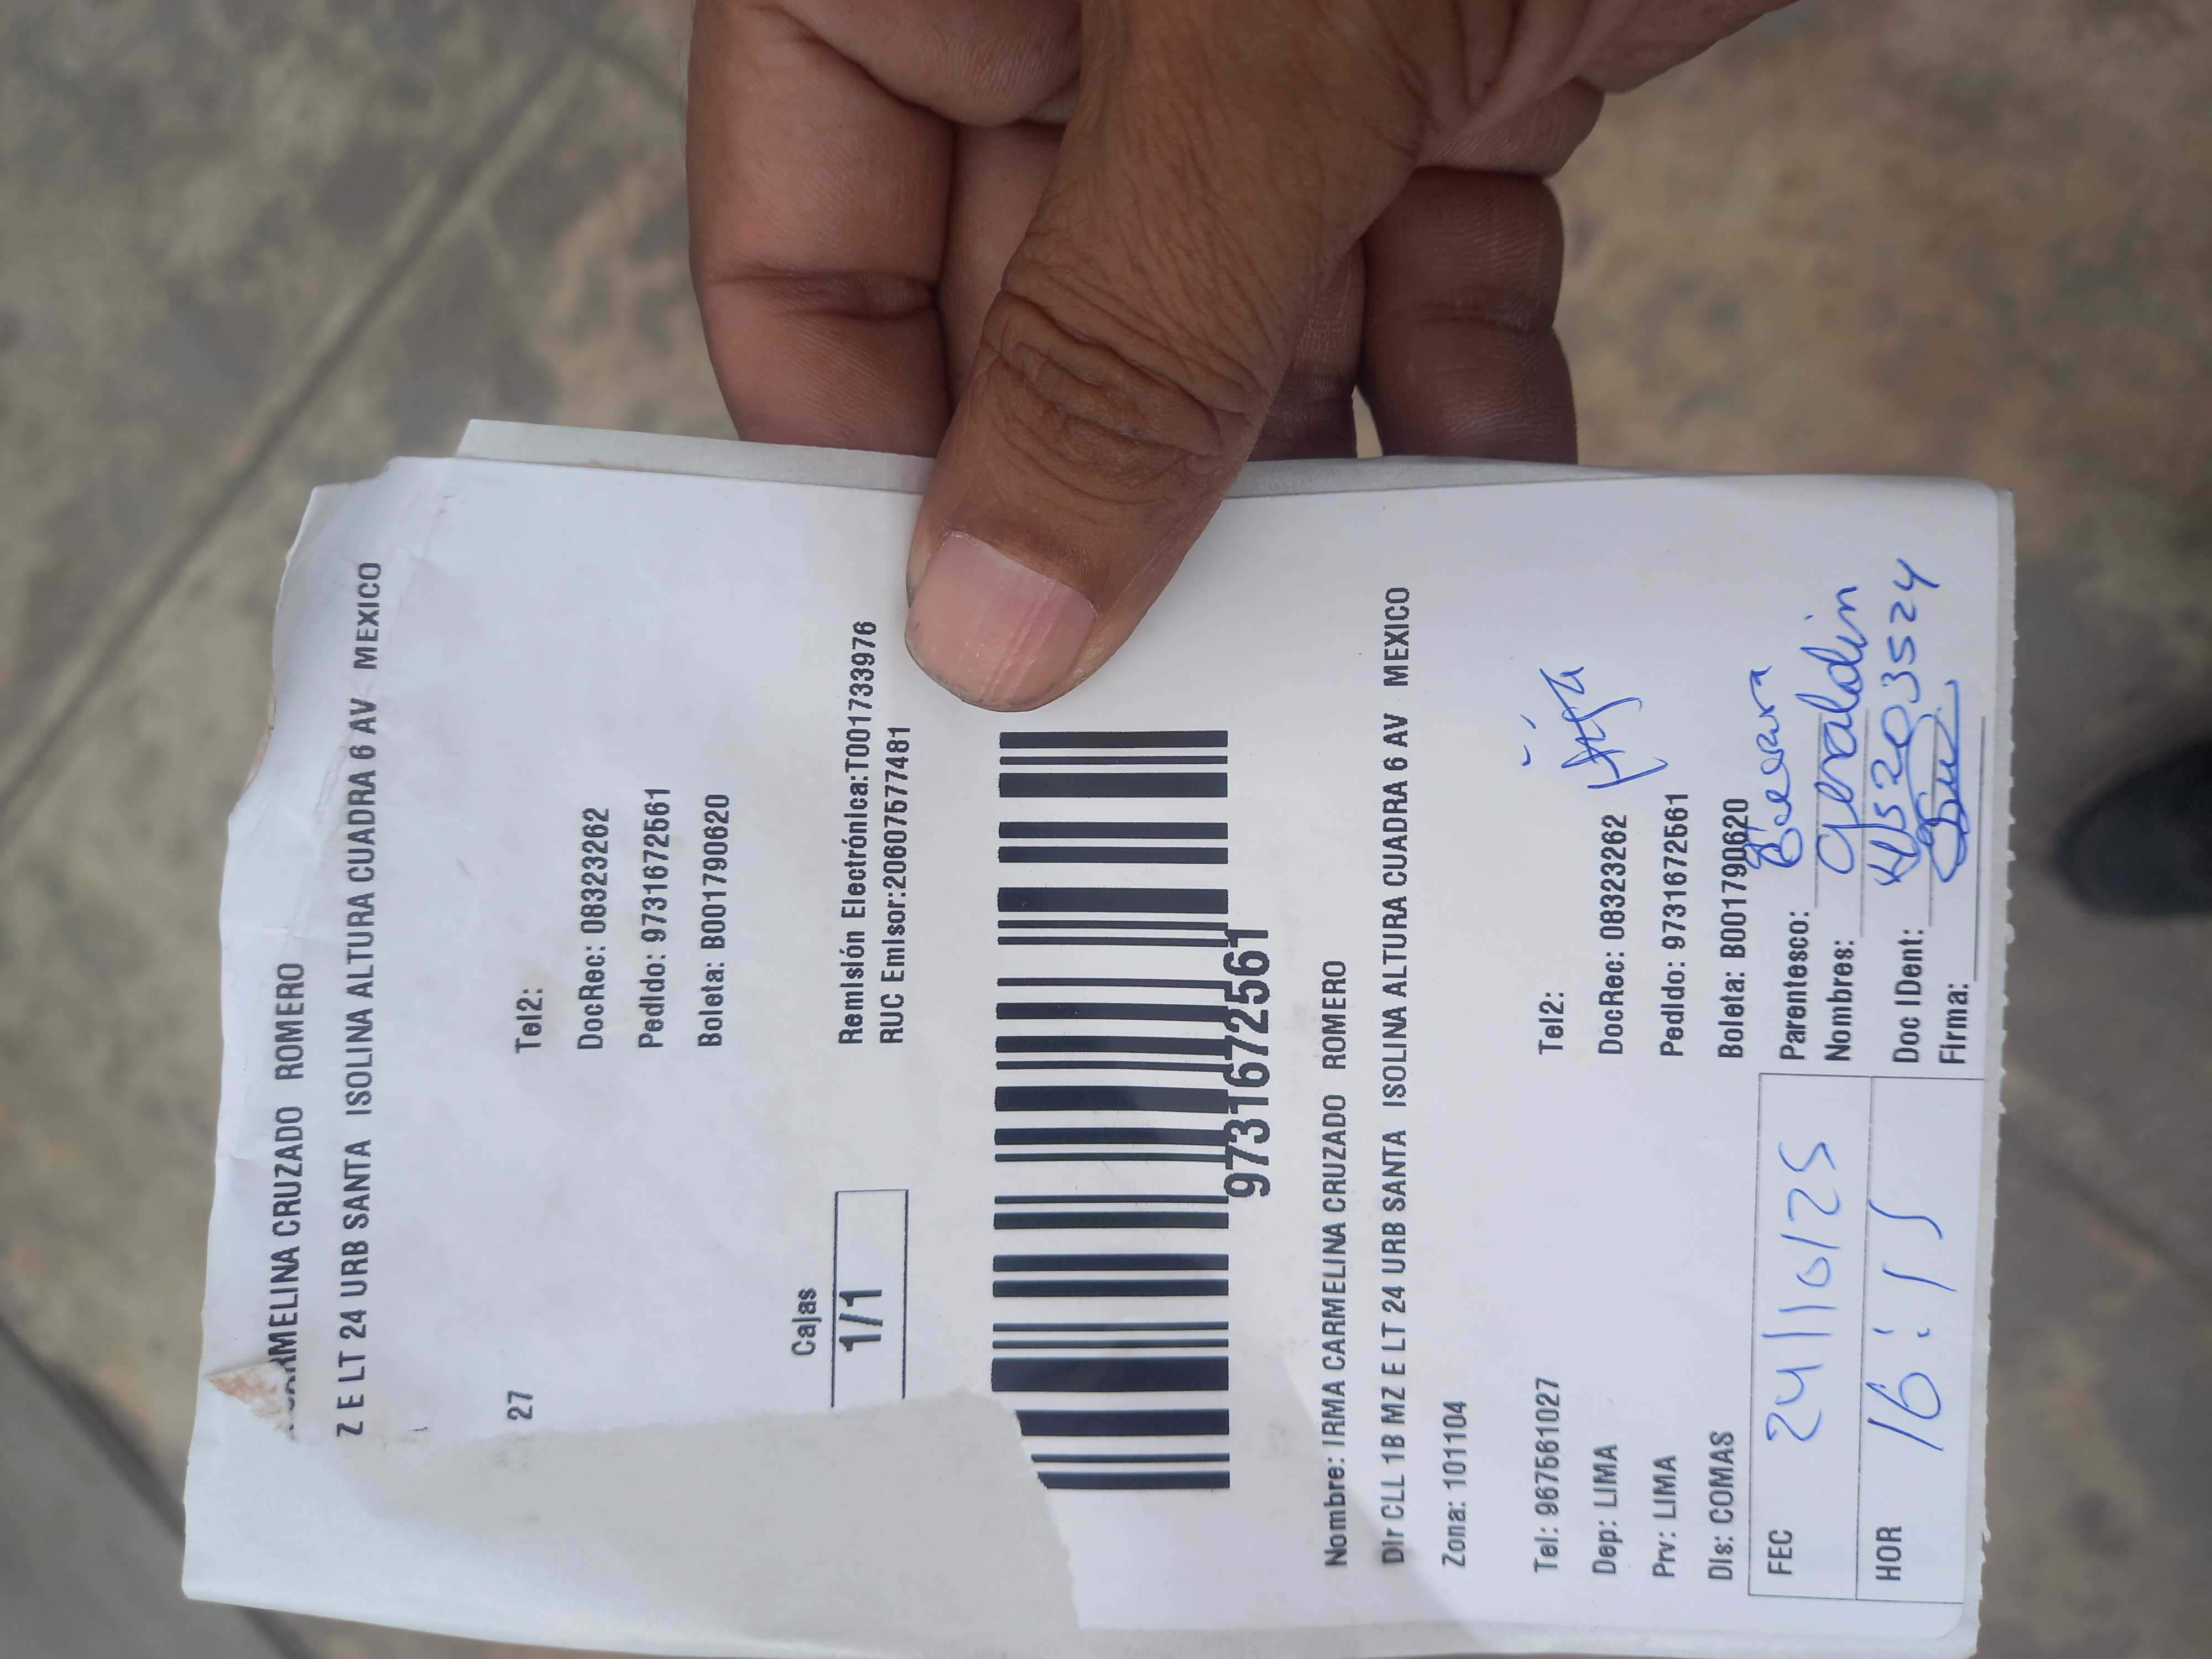 ARMELINA CRUZADO ROMERO
Z E LT 24 URB SANTA ISOLINA ALTURA CUADRA 6 AV MEXICO
27
Tel2:
DocRec: 08323262
Pedido: 97316725​61
Boleta: B001790620
Cajas
1/1
Remisión Electrónica:T001733976
RUC Emisor:20607577481
9731672561
Nombre: IRMA CARMELINA CRUZADO ROMERO
Dir CLL 1B MZ E LT 24 URB SANTA ISOLINA ALTURA CUADRA 6 AV MEXICO
Zona: 101104
Tel: 967561027 Tel2:
Dep: LIMA DocRec: 08323262
Prv: LIMA Pedido: 9731672561
Dis: COMAS Boleta: B001790620
FEC 24/10/25
HOR 16:15
Parentesco: Hija
Nombres: Geraldin
Doc IDent: 45203524
Firma: